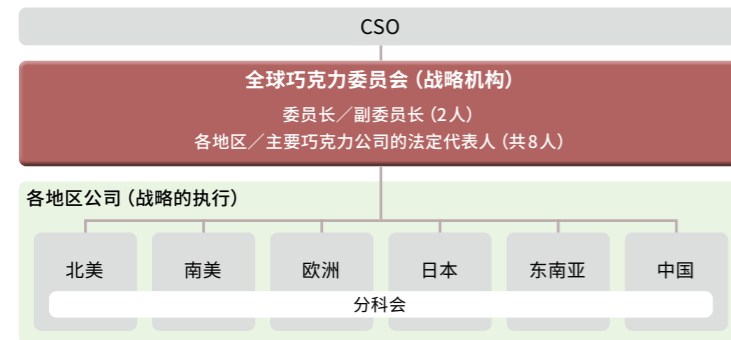 CSO
全球巧克力委员会（战略机构）
委员长／副委员长（2人）
各地区／主要巧克力公司的法定代表人（共8人）
各地区公司（战略的执行）
北美
南美
欧洲
日本
东南亚
中国
分科会